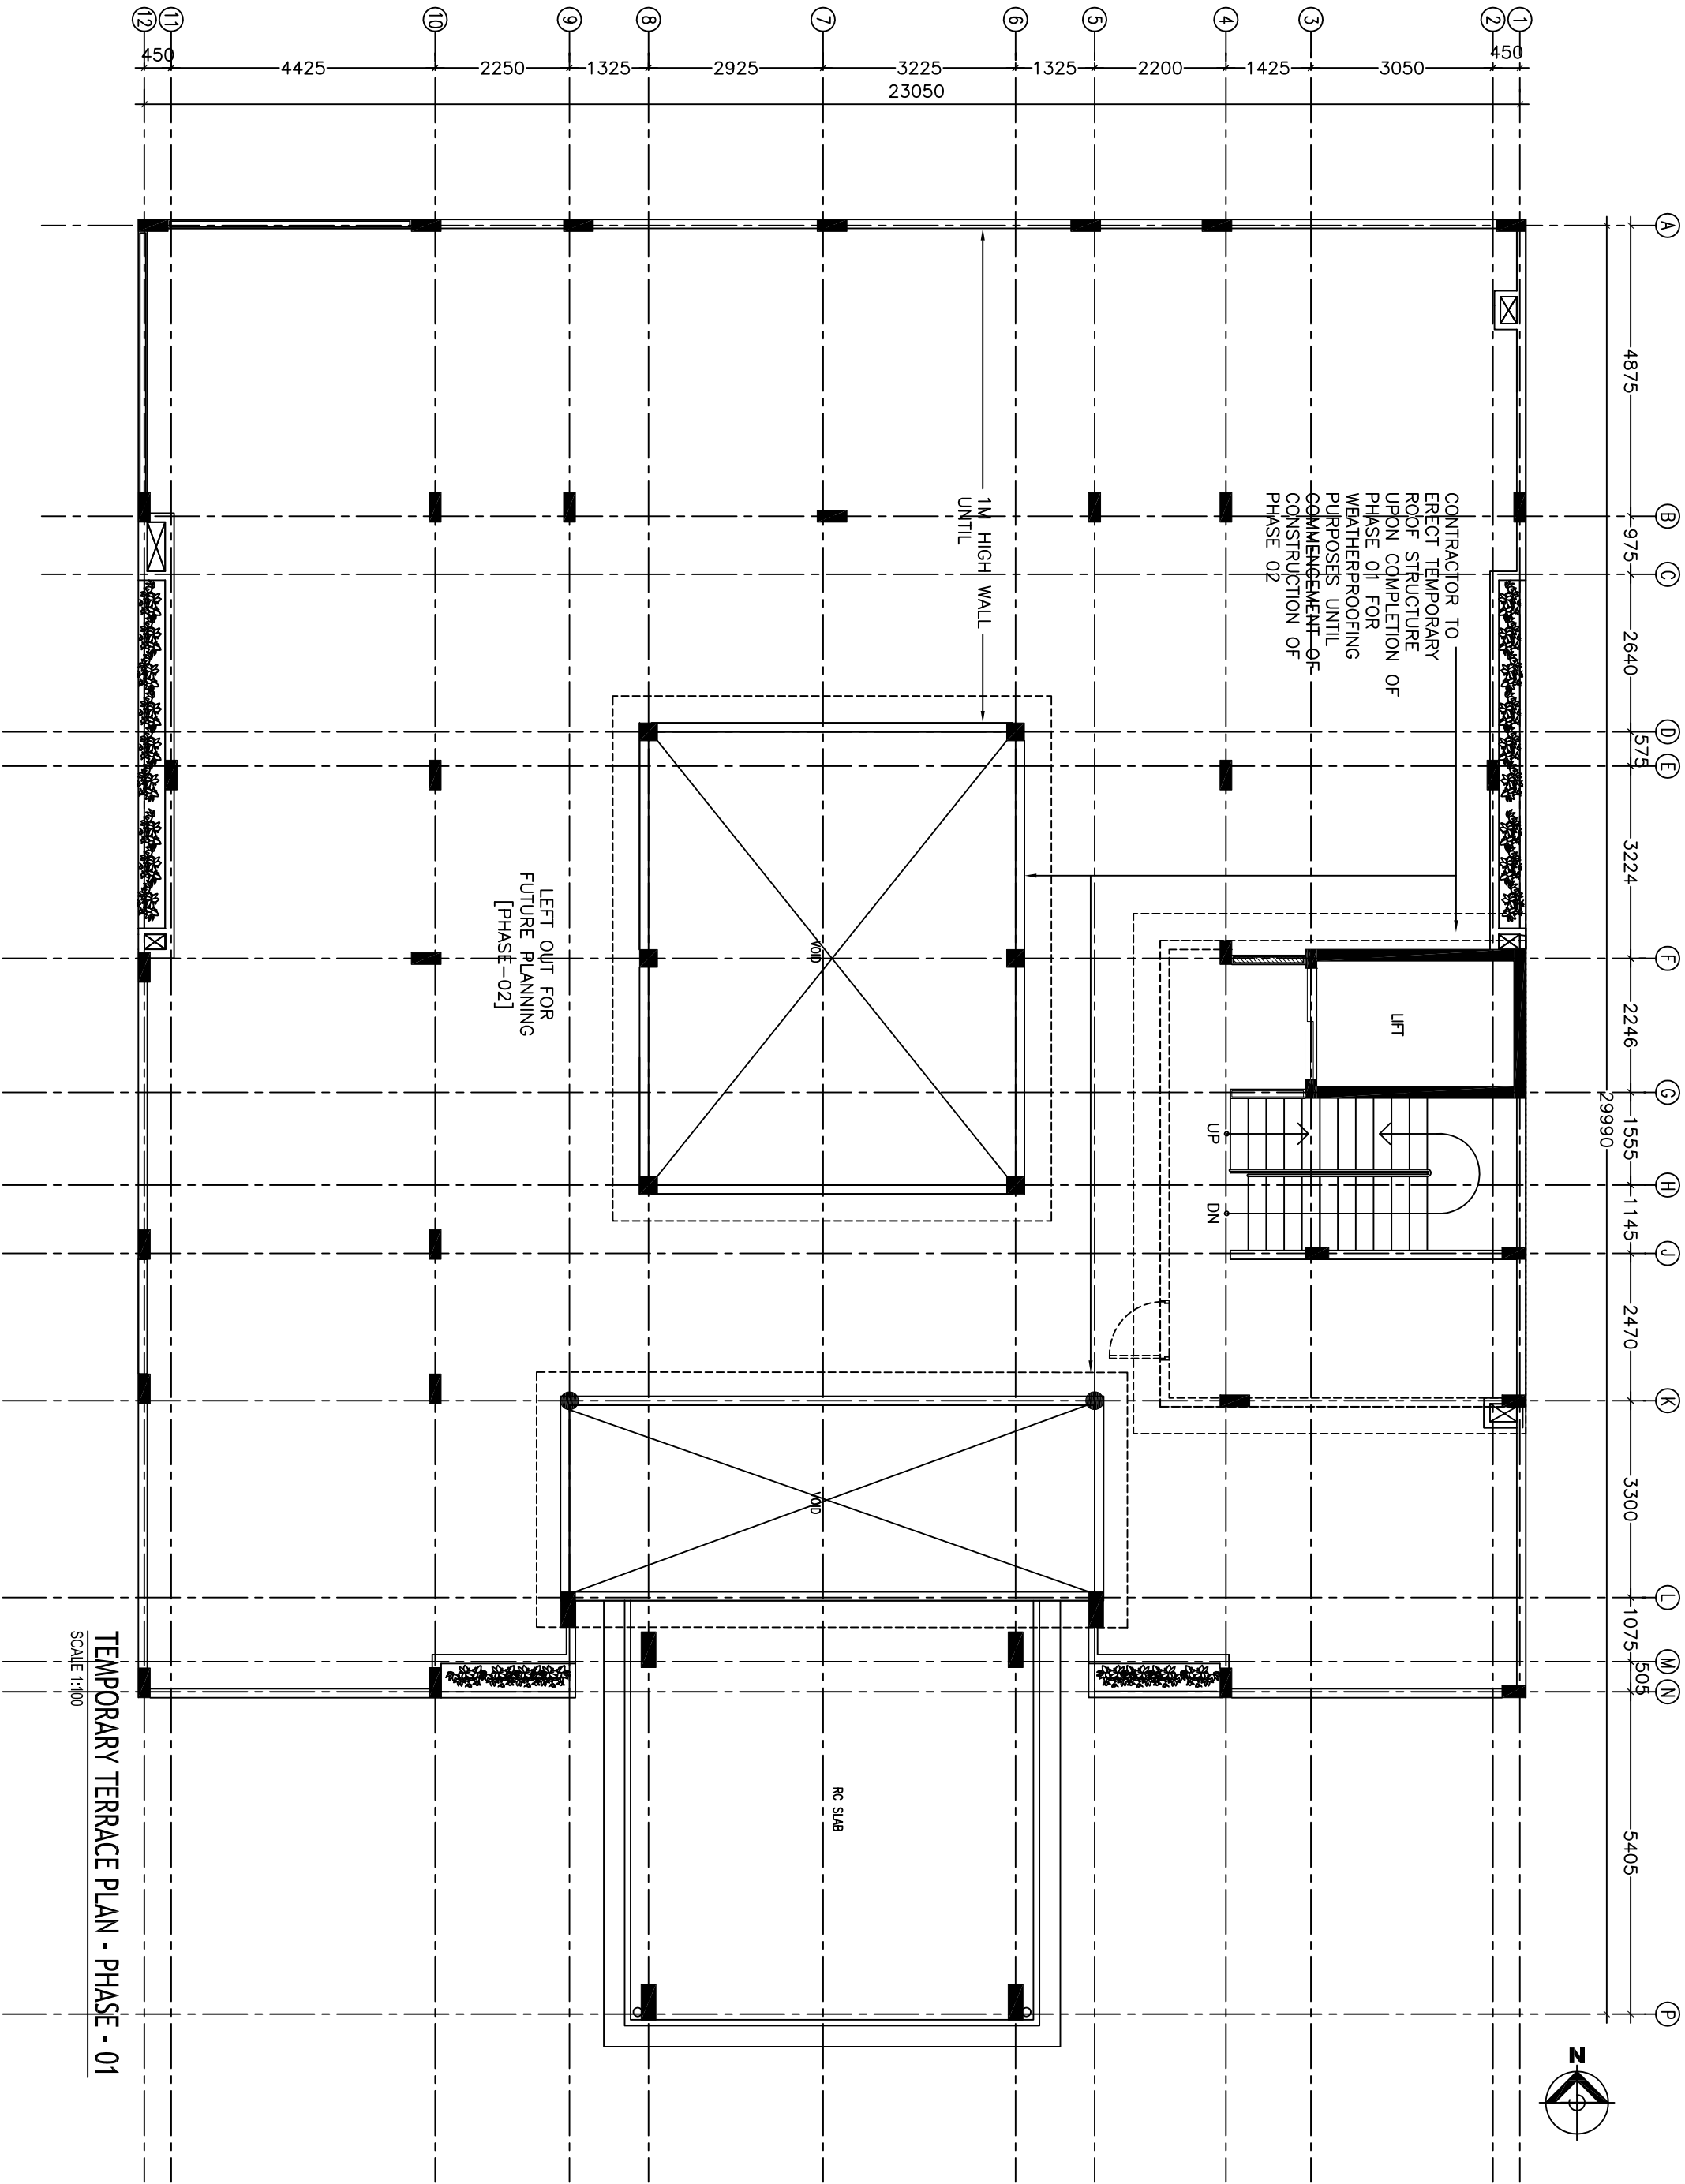 12
11
10
9
8
7
6
5
4
3
2
1
450
4425
2250
1325
2925
3225
1325
2200
1425
3050
450
23050
A
B
C
D
E
F
G
H
J
K
L
M
N
P
4875
975
2640
575
3224
2246
1555
1145
2470
3300
1075
505
5405
29990
CONTRACTOR TO
ERECT TEMPORARY
ROOF STRUCTURE
UPON COMPLETION OF
PHASE 01 FOR
WEATHERPROOFING
PURPOSES UNTIL
COMMENCEMENT OF
CONSTRUCTION OF
PHASE 02
1M HIGH WALL
UNTIL
LIFT
UP
DN
VOID
LEFT OUT FOR
FUTURE PLANNING
[PHASE-02]
VOID
RC SLAB
N
TEMPORARY TERRACE PLAN - PHASE - 01
SCALE 1:100